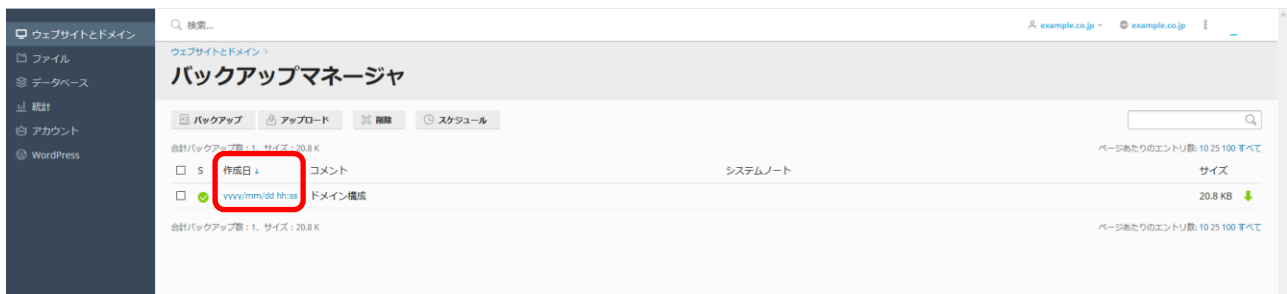 ウェブサイトとドメイン
ファイル
データベース
統計
アカウント
WordPress
検索...
example.co.jp
example.co.jp
ウェブサイトとドメイン >
バックアップマネージャ
バックアップ アップロード 削除 スケジュール
合計バックアップ数 : 1、サイズ : 20.8 K
ページあたりのエントリ数: 10 25 100 すべて
S 作成日↓ コメント システムノート サイズ
yyyy/mm/dd hh:ss ドメイン構成 20.8 KB
合計バックアップ数 : 1、サイズ : 20.8 K
ページあたりのエントリ数: 10 25 100 すべて